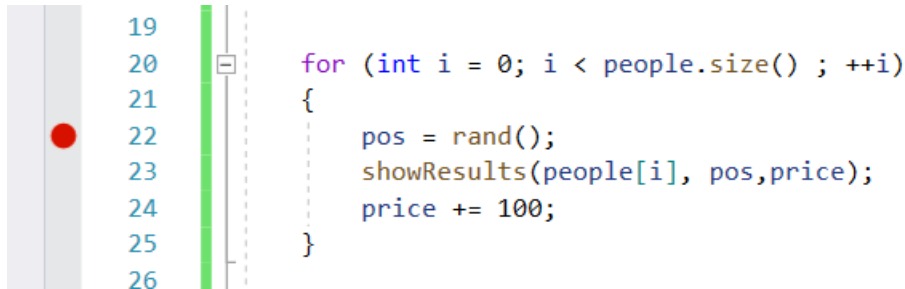 19
20 for (int i = 0; i < people.size() ; ++i)
21 {
22 pos = rand();
23 showResults(people[i], pos,price);
24 price += 100;
25 }
26